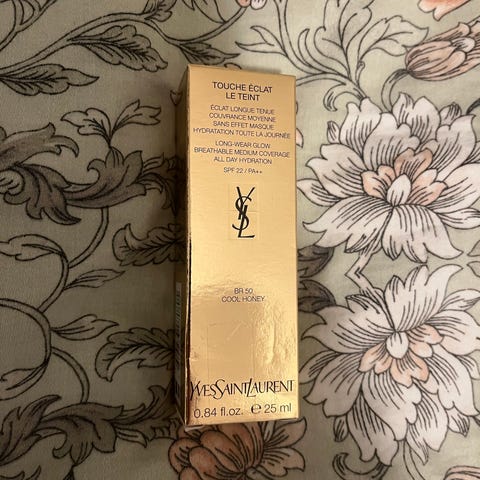 TOUCHE ÉCLAT
LE TEINT
ÉCLAT LONGUE TENUE
COUVRANCE MOYENNE
SANS EFFET MASQUE
HYDRATATION TOUTE LA JOURNÉE
LONG-WEAR GLOW
BREATHABLE MEDIUM COVERAGE
ALL DAY HYDRATION
SPF 22 / PA++
YSL
BR 50
COOL HONEY
YVESSAINTLAURENT
0.84 fl.oz. ℮ 25 ml